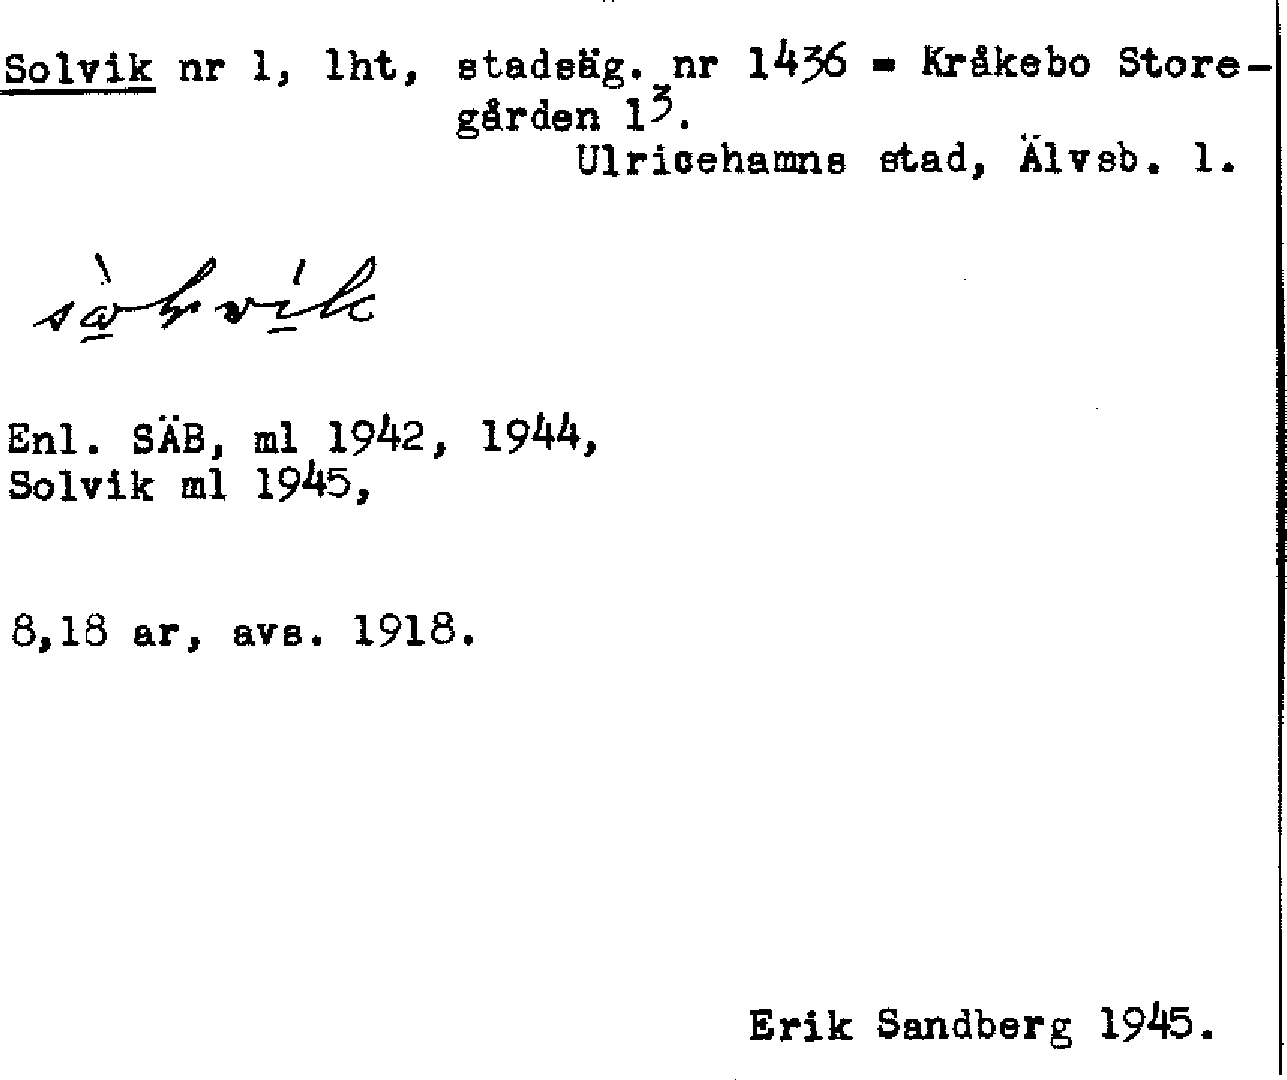 Solvik nr 1, lht, stadsäg. nr 1436 = Kråkebo Store-
gården 1³.
Ulricehamns stad, Älvsb. l.
Enl. SÄB, ml 1942, 1944,
Solvik ml 1945,
8,18 ar, avs. 1918.
Erik Sandberg 1945.